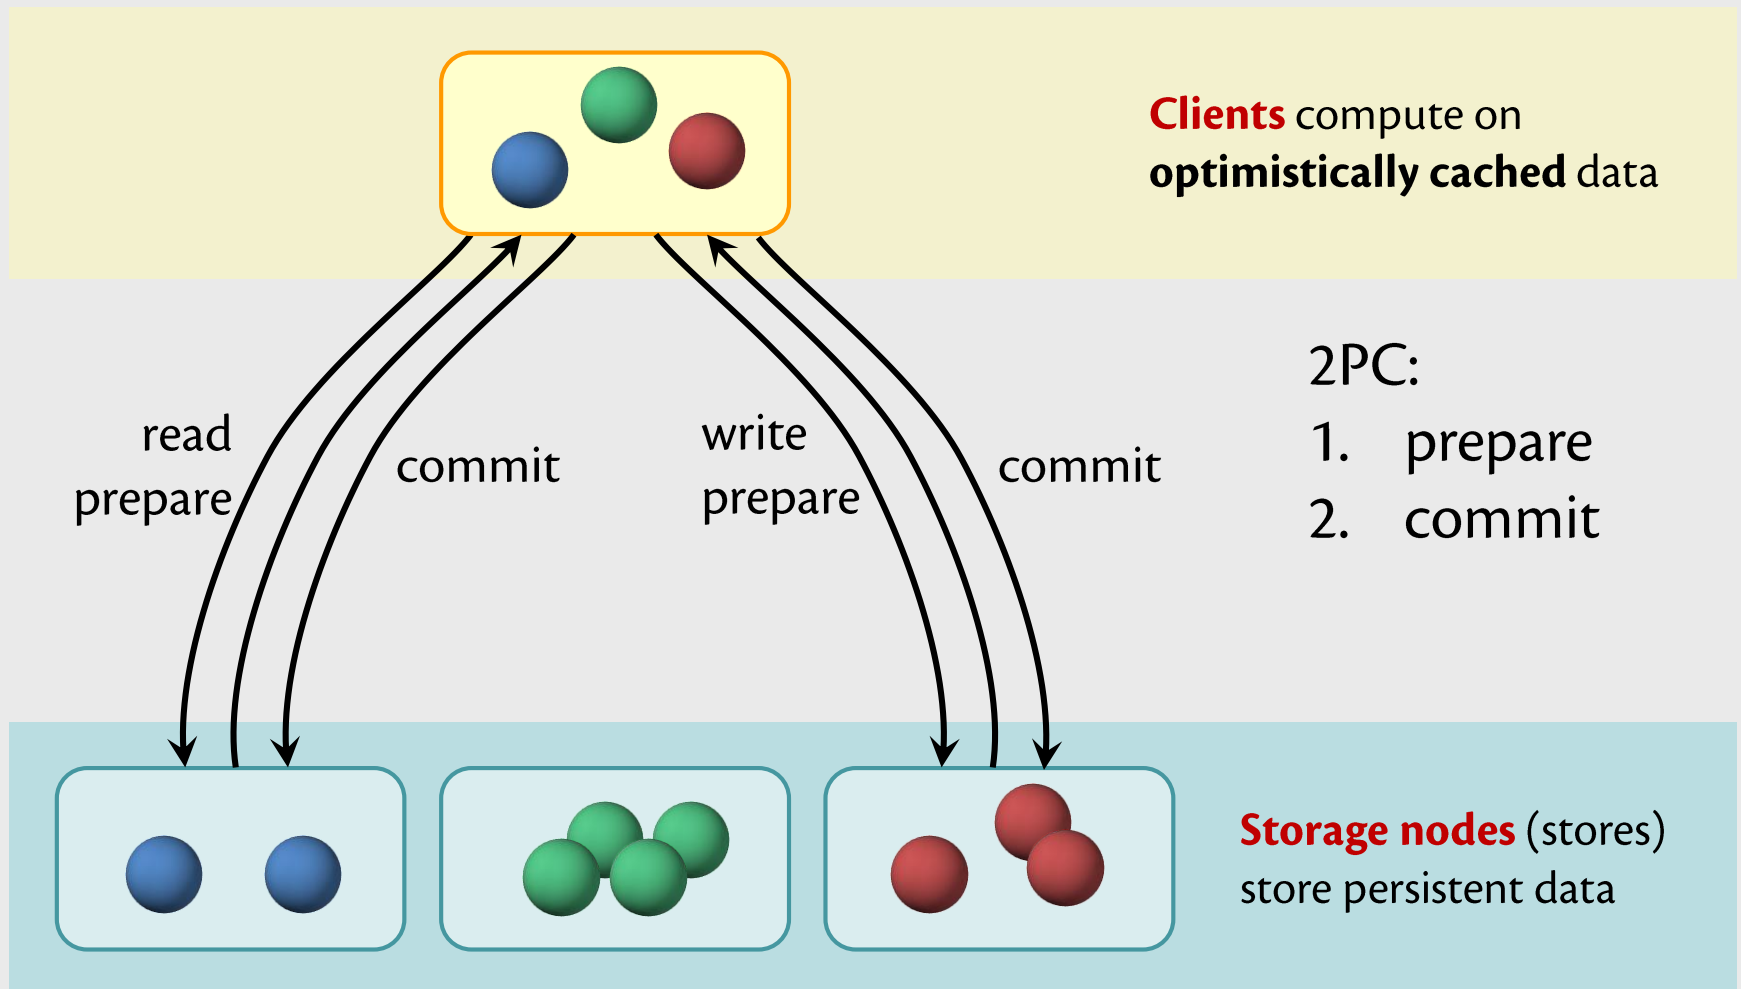 Clients compute on
optimistically cached data
2PC:
1. prepare
2. commit
read
prepare
commit
write
prepare
commit
Storage nodes (stores)
store persistent data